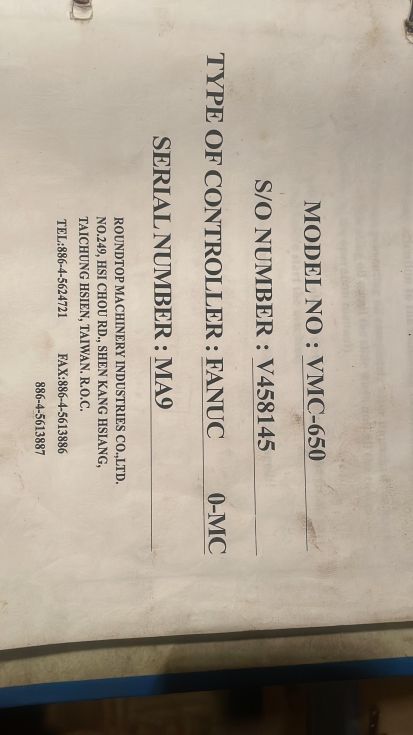 MODEL NO : VMC-650
S/O NUMBER : V458145
TYPE OF CONTROLLER : FANUC 0-MC
SERIAL NUMBER : MA9
ROUNDTOP MACHINERY INDUSTRIES CO.,LTD.
NO.249, HSI CHOU RD., SHEN KANG HSIANG,
TAICHUNG HSIEN, TAIWAN. R.O.C.
TEL:886-4-5624721 FAX:886-4-5613886
886-4-5613887